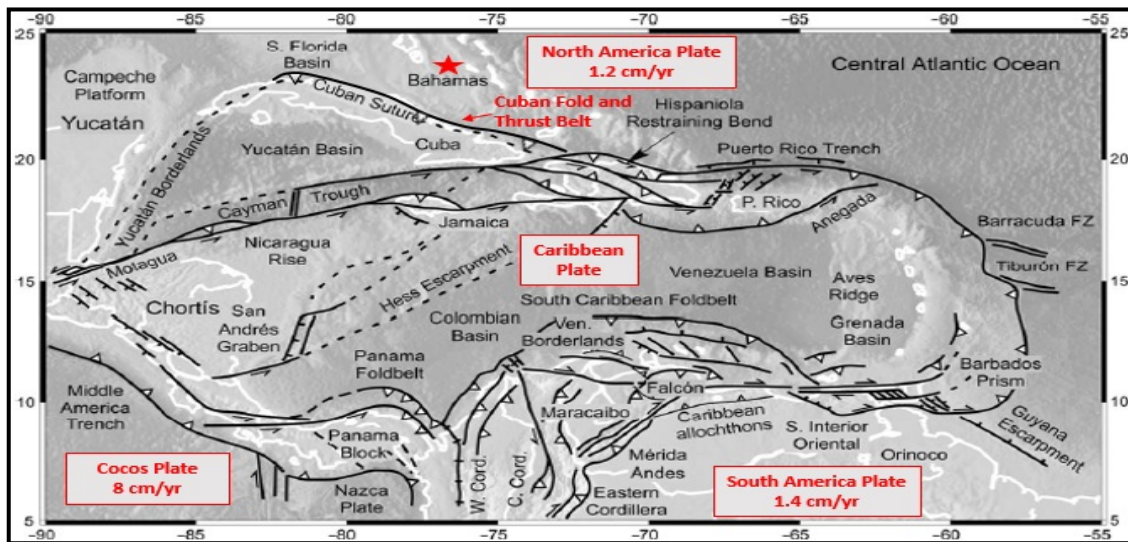 −90
−85
−80
−75
−70
−65
−60
−55
25
25
S. Florida
Basin
North America Plate
1.2 cm/yr
Central Atlantic Ocean
Campeche
Platform
Bahamas
Cuban Suture
Cuban Fold and
Thrust Belt
Hispaniola
Restraining Bend
Yucatán
Yucatán Borderlands
Yucatán Basin
Cuba
Puerto Rico Trench
20
20
Cayman
Trough
P. Rico
Anegada
Jamaica
Barracuda FZ
Motagua
Nicaragua
Rise
Caribbean
Plate
Tiburón FZ
15
15
Hess Escarpment
Venezuela Basin
Aves
Ridge
Chortís
San
Andrés
Graben
Colombian
Basin
South Caribbean Foldbelt
Ven.
Borderlands
Grenada
Basin
Panama
Foldbelt
Barbados
Prism
Middle
America
Trench
Falcón
10
10
Maracaibo
Caribbean
allochthons
S. Interior
Oriental
Guyana
Escarpment
Panama
Block
Orinoco
Cocos Plate
8 cm/yr
Mérida
Andes
South America Plate
1.4 cm/yr
Nazca
Plate
W. Cord.
C. Cord.
Eastern
Cordillera
5
5
−90
−85
−80
−75
−70
−65
−60
−55